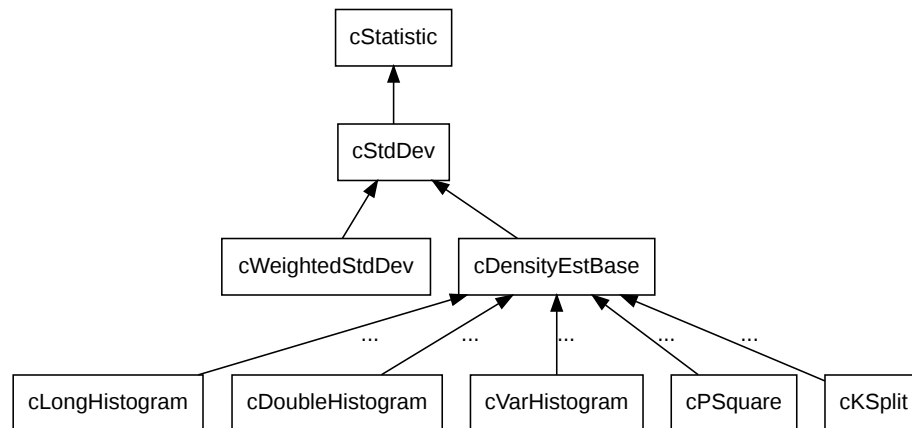 cStatistic
cStdDev
cWeightedStdDev
cDensityEstBase
... ... ... ... ...
cLongHistogram
cDoubleHistogram
cVarHistogram
cPSquare
cKSplit